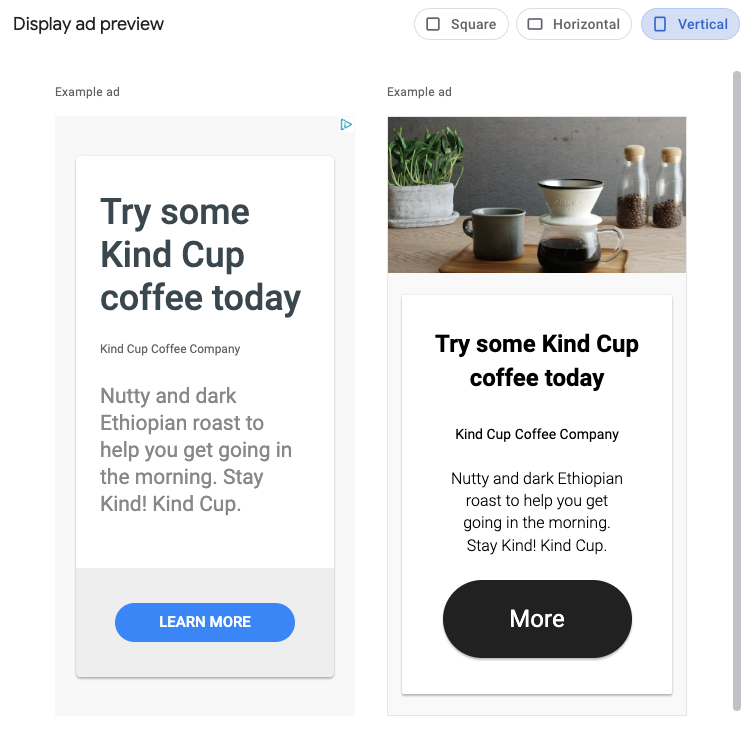 Display ad preview
Square
Horizontal
Vertical
Example ad
Try some
Kind Cup
coffee today
Kind Cup Coffee Company
Nutty and dark
Ethiopian roast to
help you get going in
the morning. Stay
Kind! Kind Cup.
LEARN MORE
Example ad
Try some Kind Cup
coffee today
Kind Cup Coffee Company
Nutty and dark Ethiopian
roast to help you get
going in the morning.
Stay Kind! Kind Cup.
More